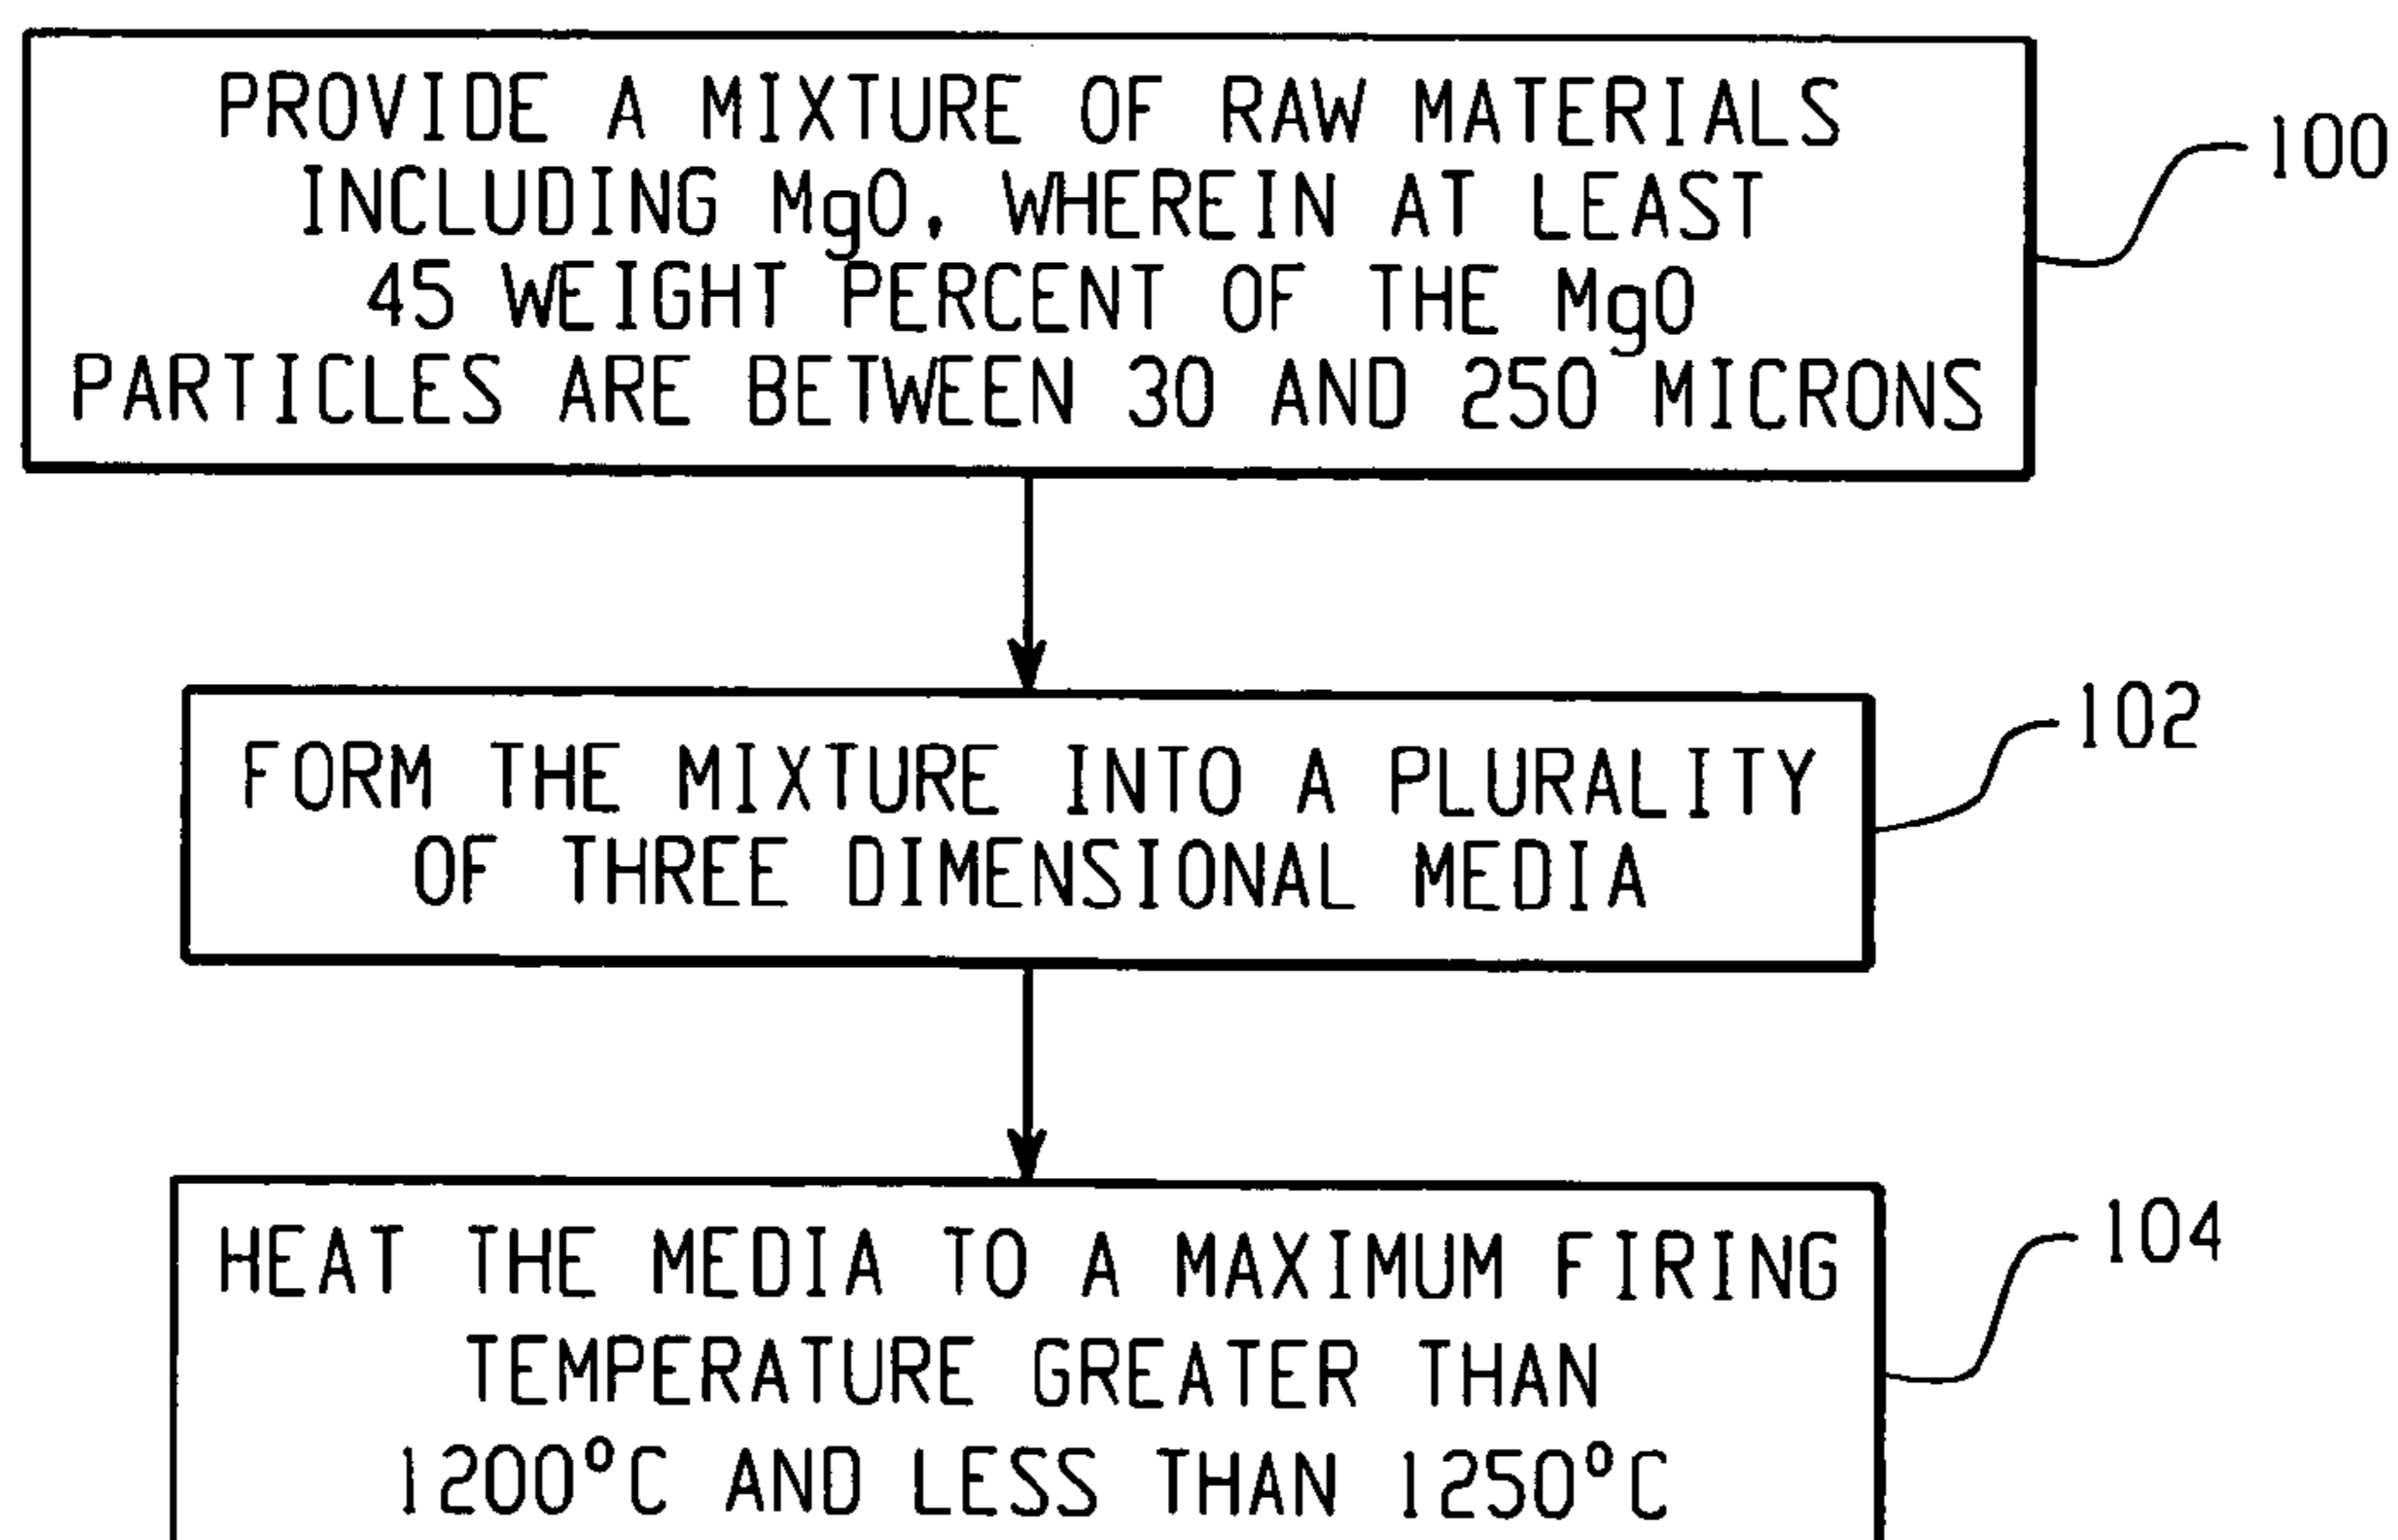 PROVIDE A MIXTURE OF RAW MATERIALS
INCLUDING MgO, WHEREIN AT LEAST
45 WEIGHT PERCENT OF THE MgO
PARTICLES ARE BETWEEN 30 AND 250 MICRONS
100
FORM THE MIXTURE INTO A PLURALITY
OF THREE DIMENSIONAL MEDIA
102
HEAT THE MEDIA TO A MAXIMUM FIRING
TEMPERATURE GREATER THAN
1200°C AND LESS THAN 1250°C
104